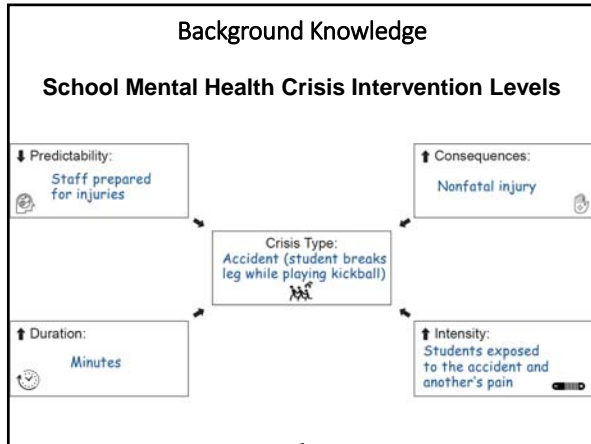 Background Knowledge
School Mental Health Crisis Intervention Levels
⬇ Predictability:
Staff prepared
for injuries
⬆ Consequences:
Nonfatal injury
Crisis Type:
Accident (student breaks
leg while playing kickball)
⬆ Duration:
Minutes
⬆ Intensity:
Students exposed
to the accident and
another's pain